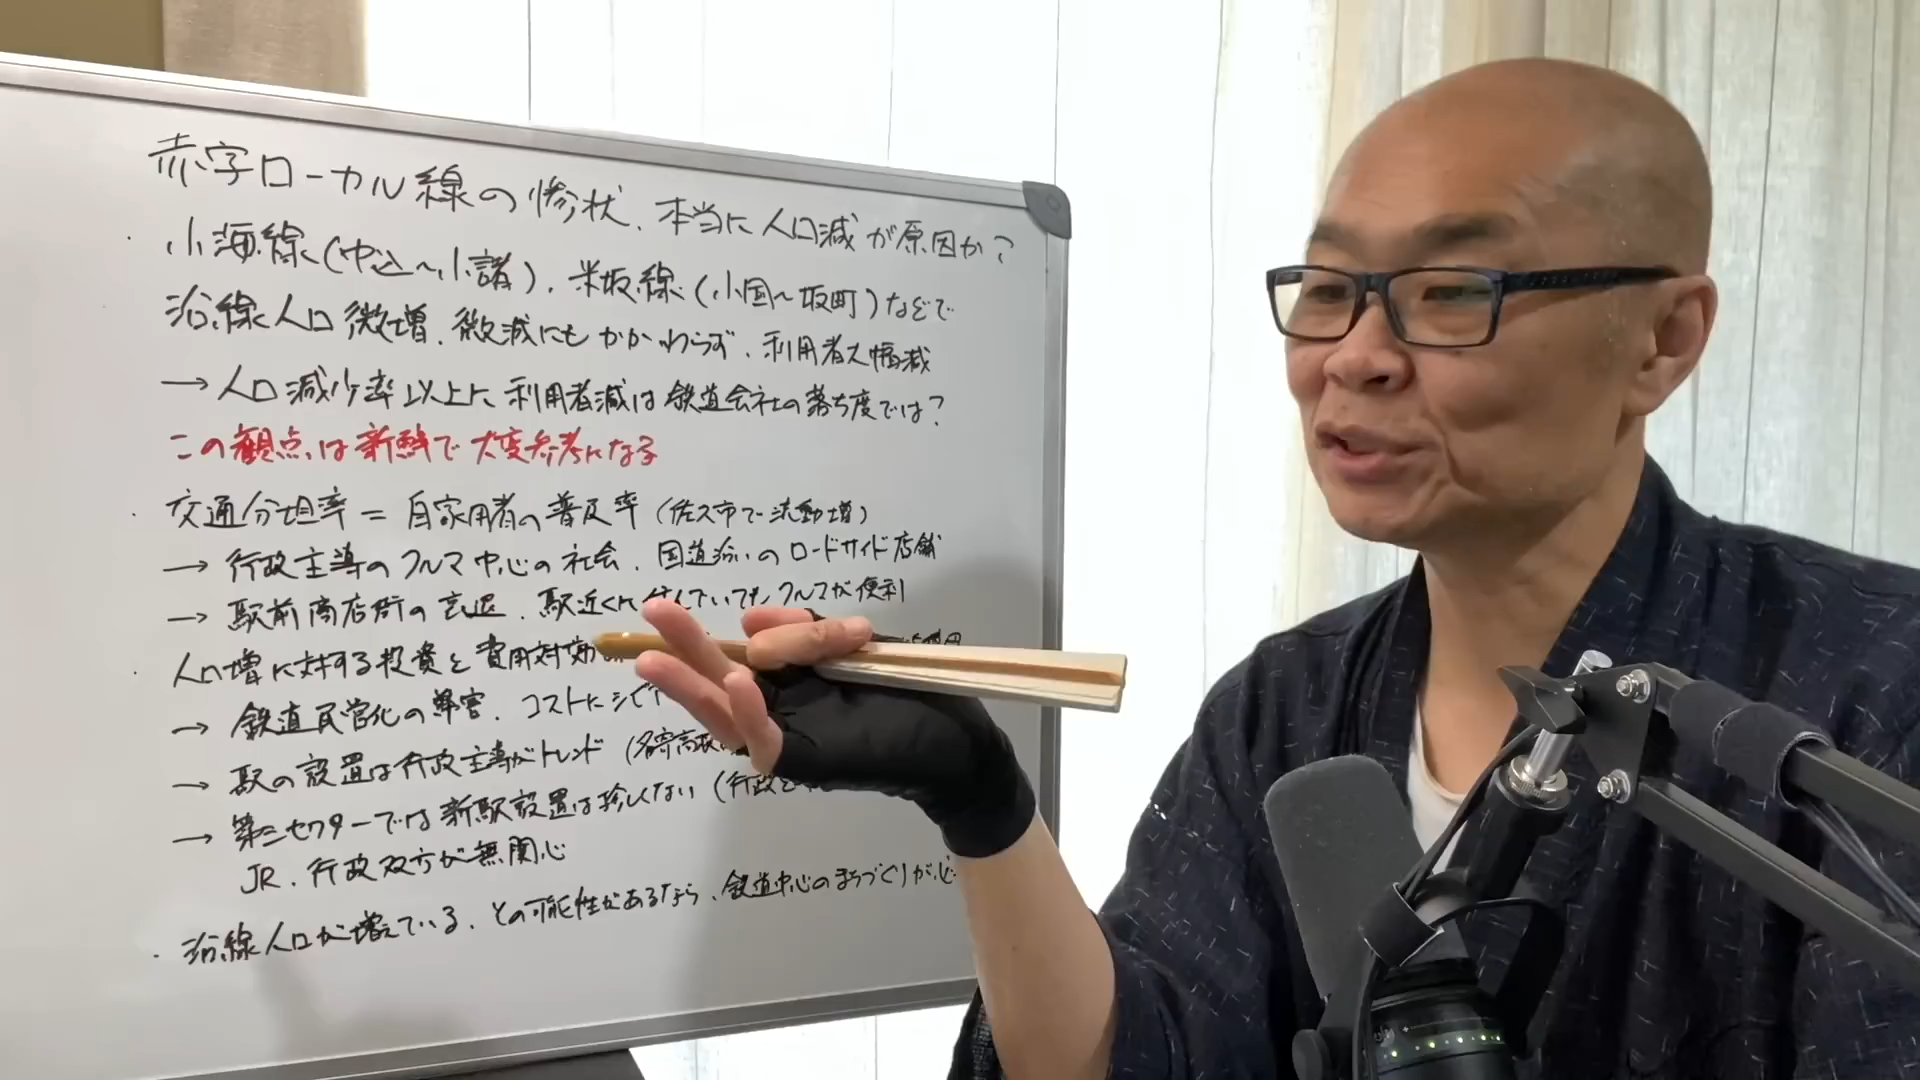 赤字ローカル線の惨状、本当に人口減が原因か?
・小海線(中込〜小諸)、米坂線(小国〜坂町)などで
沿線人口微増、微減にもかかわらず、利用者大幅減
→人口減少率以上に利用者減は鉄道会社の落ち度では?
この観点は新鮮で大変参考になる
・交通分担率=自家用者の普及率(佐久市で流動増)
→行政主導のクルマ中心の社会、国道沿いのロードサイド店舗
→駅前商店街の衰退、駅近くに住んでいてもクルマが便利
・人口増に対する投資と費用対効
→鉄道民営化の弊害、コストにシビア
→駅の設置は行政主導がトレンド(名寄高校
→第三セクターでは新駅設置は珍しくない(行政と
JR、行政双方が無関心
・沿線人口が増えている、その可能性があるなら、鉄道中心のまちづくりが必